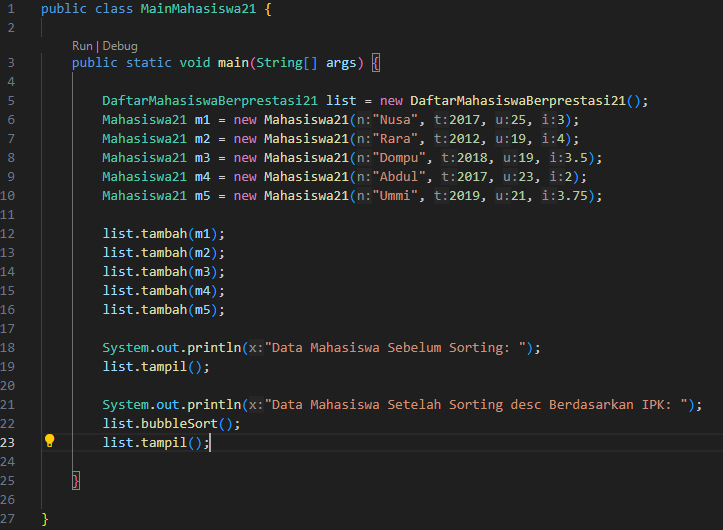 1 public class MainMahasiswa21 {
2
Run | Debug
3 public static void main(String[] args) {
4
5 DaftarMahasiswaBerprestasi21 list = new DaftarMahasiswaBerprestasi21();
6 Mahasiswa21 m1 = new Mahasiswa21(n:"Nusa", t:2017, u:25, i:3);
7 Mahasiswa21 m2 = new Mahasiswa21(n:"Rara", t:2012, u:19, i:4);
8 Mahasiswa21 m3 = new Mahasiswa21(n:"Dompu", t:2018, u:19, i:3.5);
9 Mahasiswa21 m4 = new Mahasiswa21(n:"Abdul", t:2017, u:23, i:2);
10 Mahasiswa21 m5 = new Mahasiswa21(n:"Ummi", t:2019, u:21, i:3.75);
11
12 list.tambah(m1);
13 list.tambah(m2);
14 list.tambah(m3);
15 list.tambah(m4);
16 list.tambah(m5);
17
18 System.out.println(x:"Data Mahasiswa Sebelum Sorting: ");
19 list.tampil();
20
21 System.out.println(x:"Data Mahasiswa Setelah Sorting desc Berdasarkan IPK: ");
22 list.bubbleSort();
23 list.tampil();
24
25 }
26
27 }